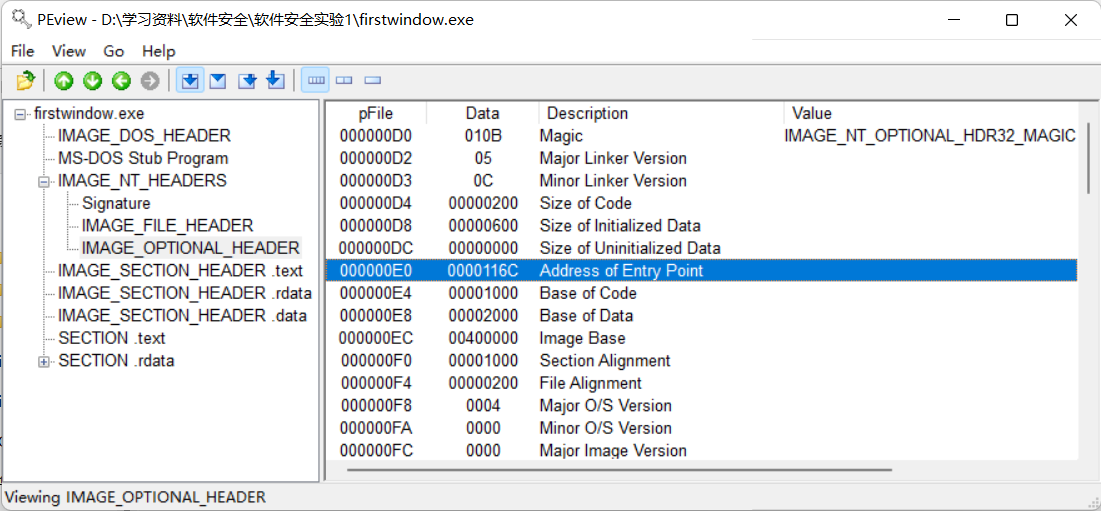 PEview - D:\学习资料\软件安全\软件安全实验1\firstwindow.exe
File View Go Help
firstwindow.exe
IMAGE_DOS_HEADER
MS-DOS Stub Program
IMAGE_NT_HEADERS
Signature
IMAGE_FILE_HEADER
IMAGE_OPTIONAL_HEADER
IMAGE_SECTION_HEADER .text
IMAGE_SECTION_HEADER .rdata
IMAGE_SECTION_HEADER .data
SECTION .text
SECTION .rdata
pFile Data Description Value
000000D0 010B Magic IMAGE_NT_OPTIONAL_HDR32_MAGIC
000000D2 05 Major Linker Version
000000D3 0C Minor Linker Version
000000D4 00000200 Size of Code
000000D8 00000600 Size of Initialized Data
000000DC 00000000 Size of Uninitialized Data
000000E0 0000116C Address of Entry Point
000000E4 00001000 Base of Code
000000E8 00002000 Base of Data
000000EC 00400000 Image Base
000000F0 00001000 Section Alignment
000000F4 00000200 File Alignment
000000F8 0004 Major O/S Version
000000FA 0000 Minor O/S Version
000000FC 0000 Major Image Version
Viewing IMAGE_OPTIONAL_HEADER